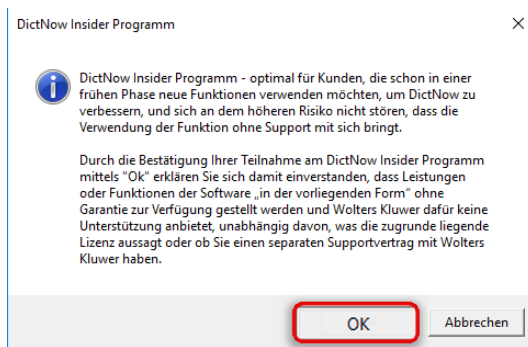 DictNow Insider Programm
DictNow Insider Programm - optimal für Kunden, die schon in einer
frühen Phase neue Funktionen verwenden möchten, um DictNow zu
verbessern, und sich an dem höheren Risiko nicht stören, dass die
Verwendung der Funktion ohne Support mit sich bringt.
Durch die Bestätigung Ihrer Teilnahme am DictNow Insider Programm
mittels "Ok" erklären Sie sich damit einverstanden, dass Leistungen
oder Funktionen der Software „in der vorliegenden Form" ohne
Garantie zur Verfügung gestellt werden und Wolters Kluwer dafür keine
Unterstützung anbietet, unabhängig davon, was die zugrunde liegende
Lizenz aussagt oder ob Sie einen separaten Supportvertrag mit Wolters
Kluwer haben.
OK Abbrechen